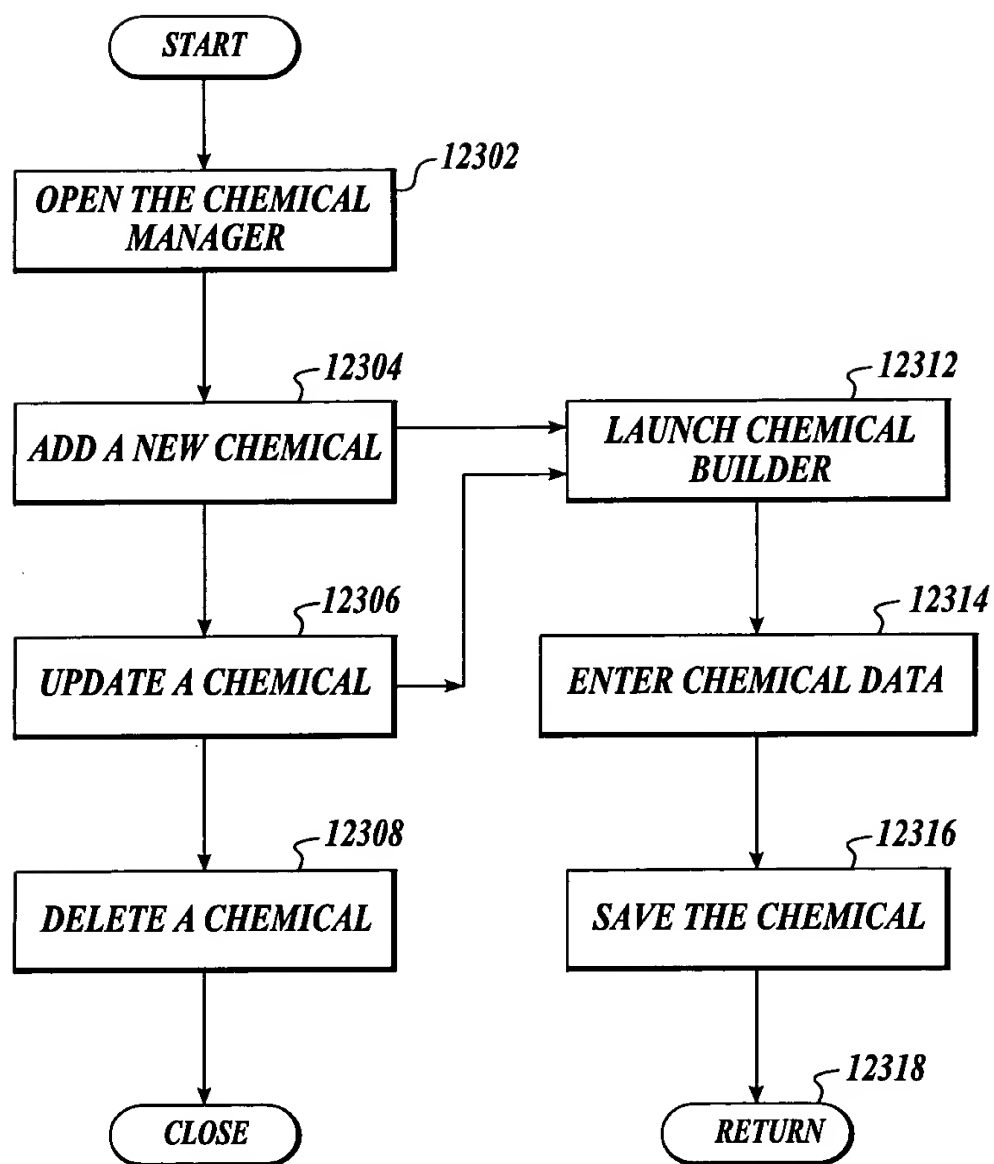 START
12302
OPEN THE CHEMICAL
MANAGER
12304
ADD A NEW CHEMICAL
12306
UPDATE A CHEMICAL
12308
DELETE A CHEMICAL
CLOSE
12312
LAUNCH CHEMICAL
BUILDER
12314
ENTER CHEMICAL DATA
12316
SAVE THE CHEMICAL
12318
RETURN